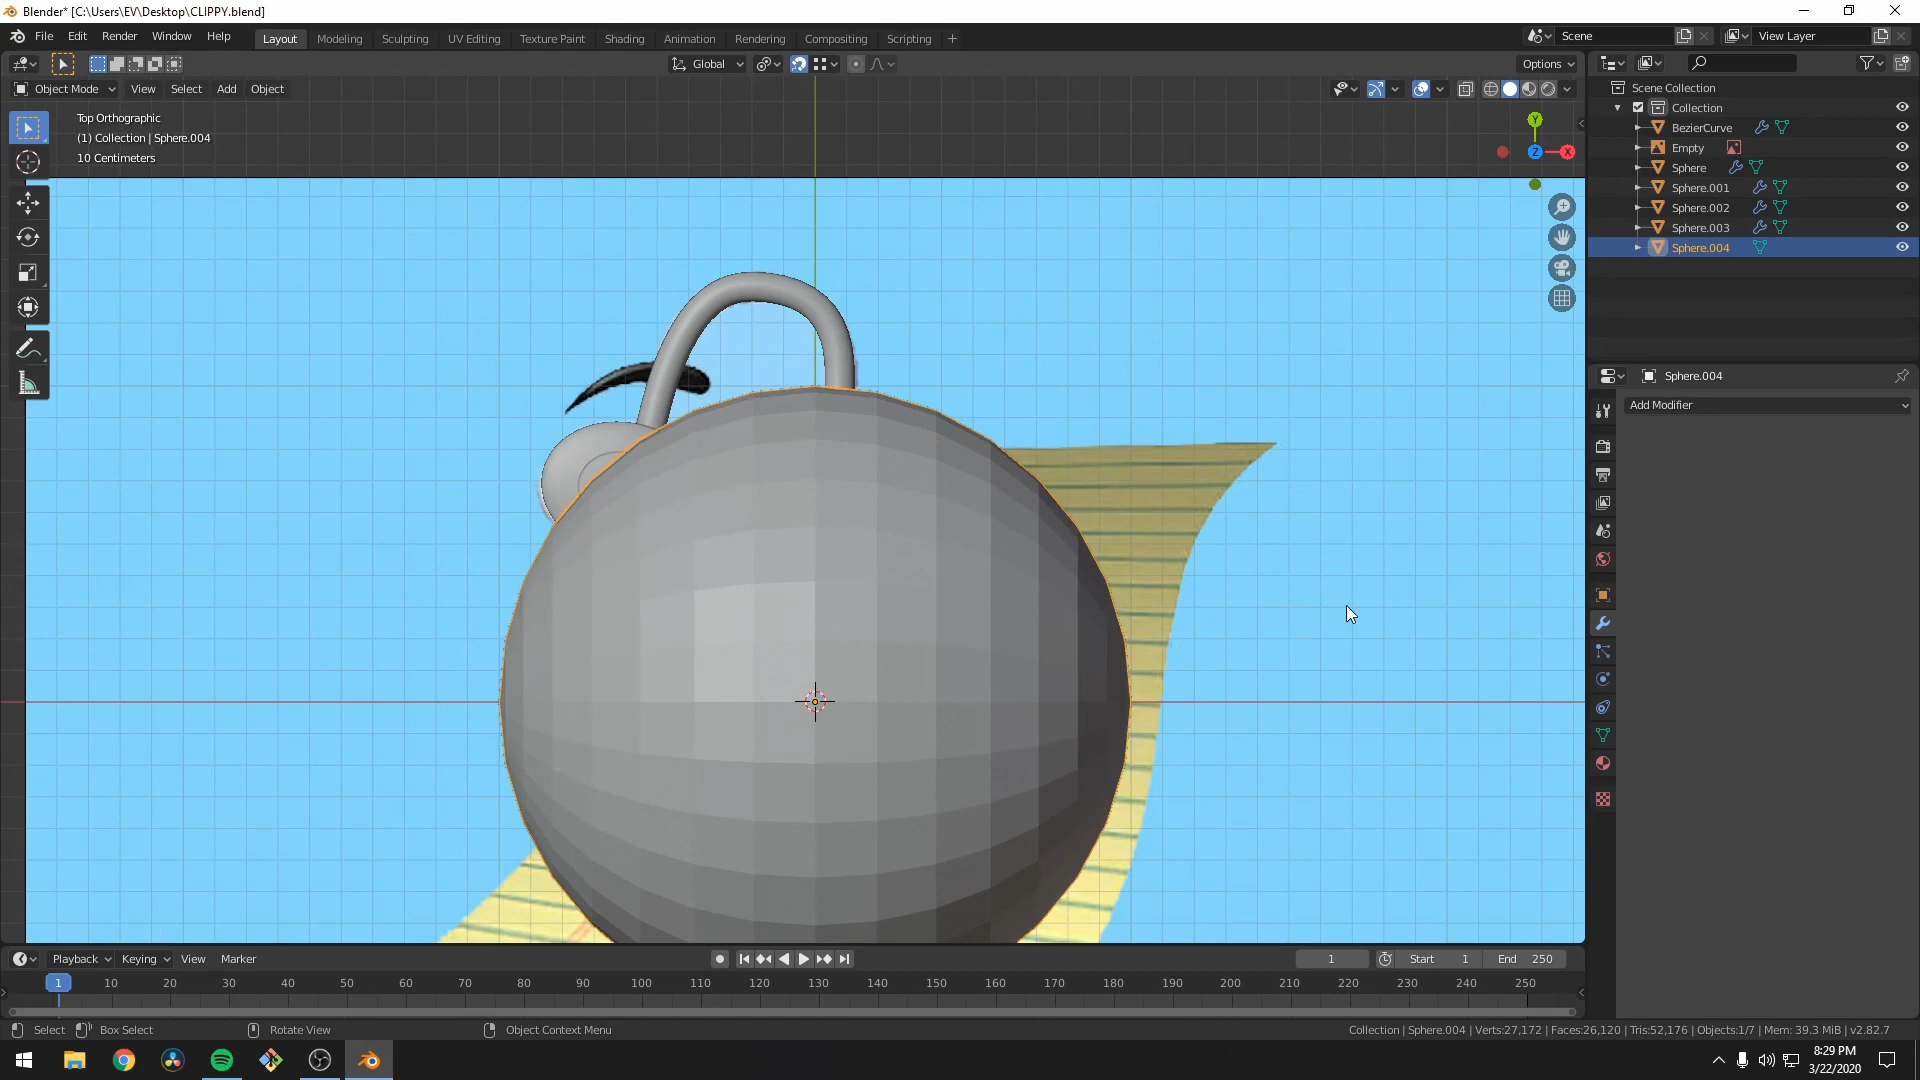 Blender* [C:\Users\EV\Desktop\CLIPPY.blend]
File Edit Render Window Help Layout Modeling Sculpting UV Editing Texture Paint Shading Animation Rendering Compositing Scripting + Scene View Layer
Global Options
Object Mode View Select Add Object
Top Orthographic
(1) Collection | Sphere.004
10 Centimeters
Y
Z
X
Scene Collection
Collection
BezierCurve
Empty
Sphere
Sphere.001
Sphere.002
Sphere.003
Sphere.004
Sphere.004
Add Modifier
Playback Keying View Marker 1 Start 1 End 250
1 10 20 30 40 50 60 70 80 90 100 110 120 130 140 150 160 170 180 190 200 210 220 230 240 250
Select Box Select Rotate View Object Context Menu Collection | Sphere.004 | Verts:27,172 | Faces:26,120 | Tris:52,176 | Objects:1/7 | Mem: 39.3 MiB | v2.82.7
8:29 PM
3/22/2020